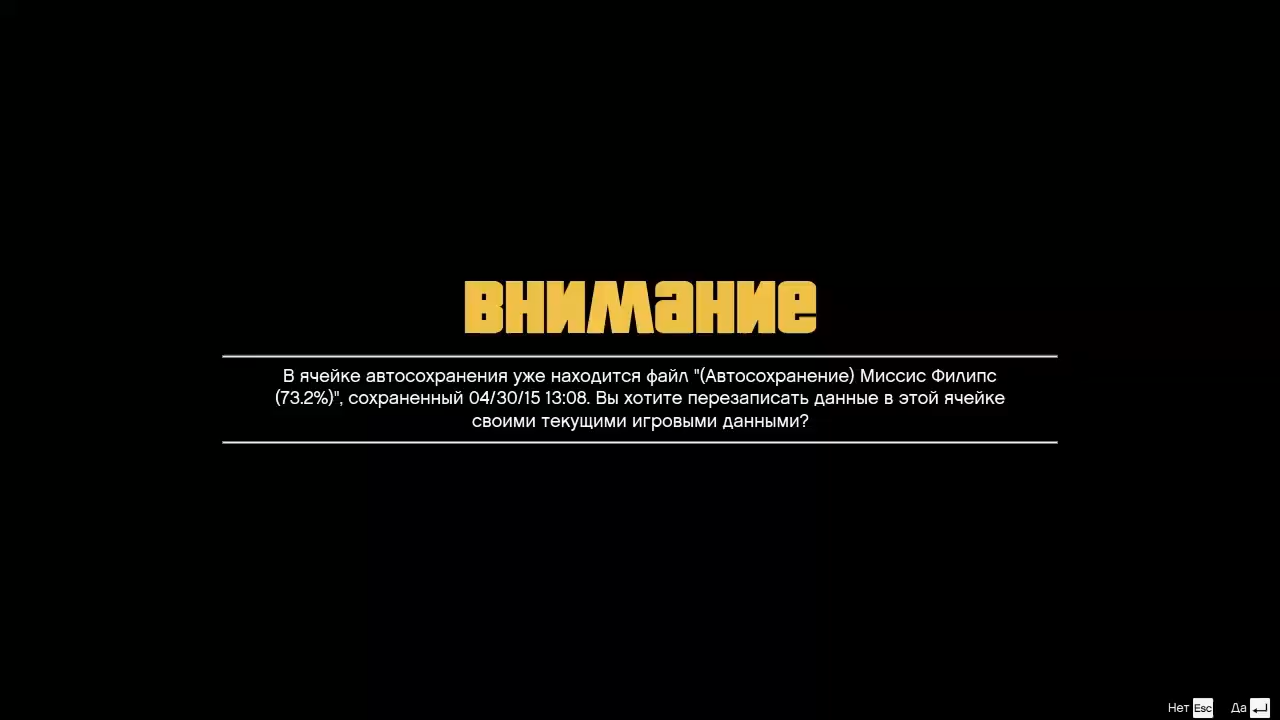 внимание
В ячейке автосохранения уже находится файл "(Автосохранение) Миссис Филипс
(73.2%)", сохраненный 04/30/15 13:08. Вы хотите перезаписать данные в этой ячейке
своими текущими игровыми данными?
Нет Esc Да